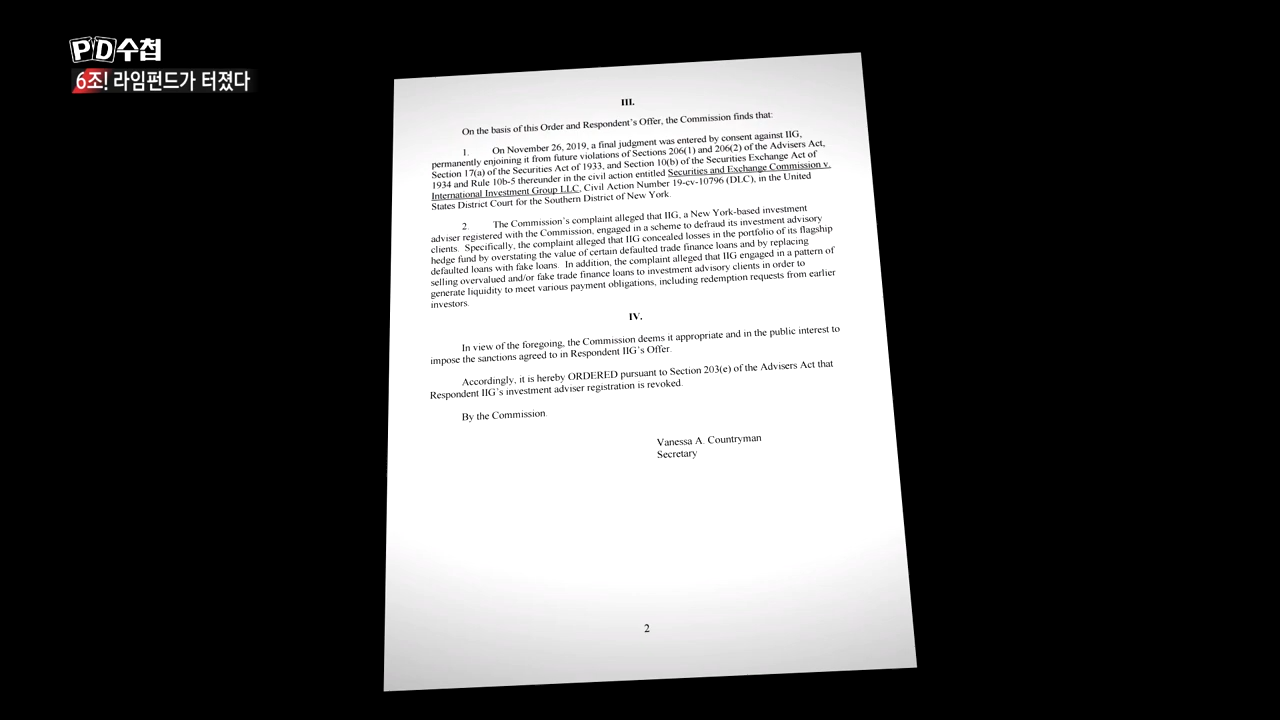 PD수첩
6조! 라임펀드가 터졌다
III.
On the basis of this Order and Respondent's Offer, the Commission finds that:
1. On November 26, 2019, a final judgment was entered by consent against IIG,
permanently enjoining it from future violations of Sections 206(1) and 206(2) of the Advisers Act,
Section 17(a) of the Securities Act of 1933, and Section 10(b) of the Securities Exchange Act of
1934 and Rule 10b-5 thereunder in the civil action entitled Securities and Exchange Commission v.
International Investment Group LLC, Civil Action Number 19-cv-10796 (DLC), in the United
States District Court for the Southern District of New York.
2. The Commission's complaint alleged that IIG, a New York-based investment
adviser registered with the Commission, engaged in a scheme to defraud its investment advisory
clients. Specifically, the complaint alleged that IIG concealed losses in the portfolio of its flagship
hedge fund by overstating the value of certain defaulted trade finance loans and by replacing
defaulted loans with fake loans. In addition, the complaint alleged that IIG engaged in a pattern of
selling overvalued and/or fake trade finance loans to investment advisory clients in order to
generate liquidity to meet various payment obligations, including redemption requests from earlier
investors.
IV.
In view of the foregoing, the Commission deems it appropriate and in the public interest to
impose the sanctions agreed to in Respondent IIG's Offer.
Accordingly, it is hereby ORDERED pursuant to Section 203(e) of the Advisers Act that
Respondent IIG's investment adviser registration is revoked.
By the Commission.
Vanessa A. Countryman
Secretary
2